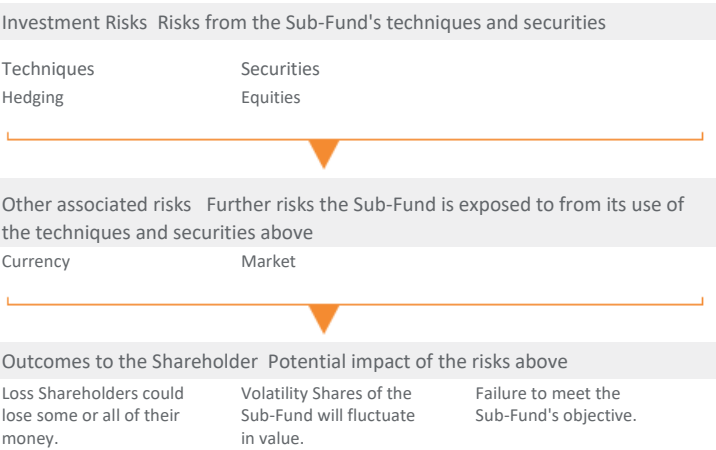 Investment Risks Risks from the Sub-Fund's techniques and securities
Techniques Securities
Hedging Equities
Other associated risks Further risks the Sub-Fund is exposed to from its use of
the techniques and securities above
Currency Market
Outcomes to the Shareholder Potential impact of the risks above
Loss Shareholders could
lose some or all of their
money.
Volatility Shares of the
Sub-Fund will fluctuate
in value.
Failure to meet the
Sub-Fund's objective.